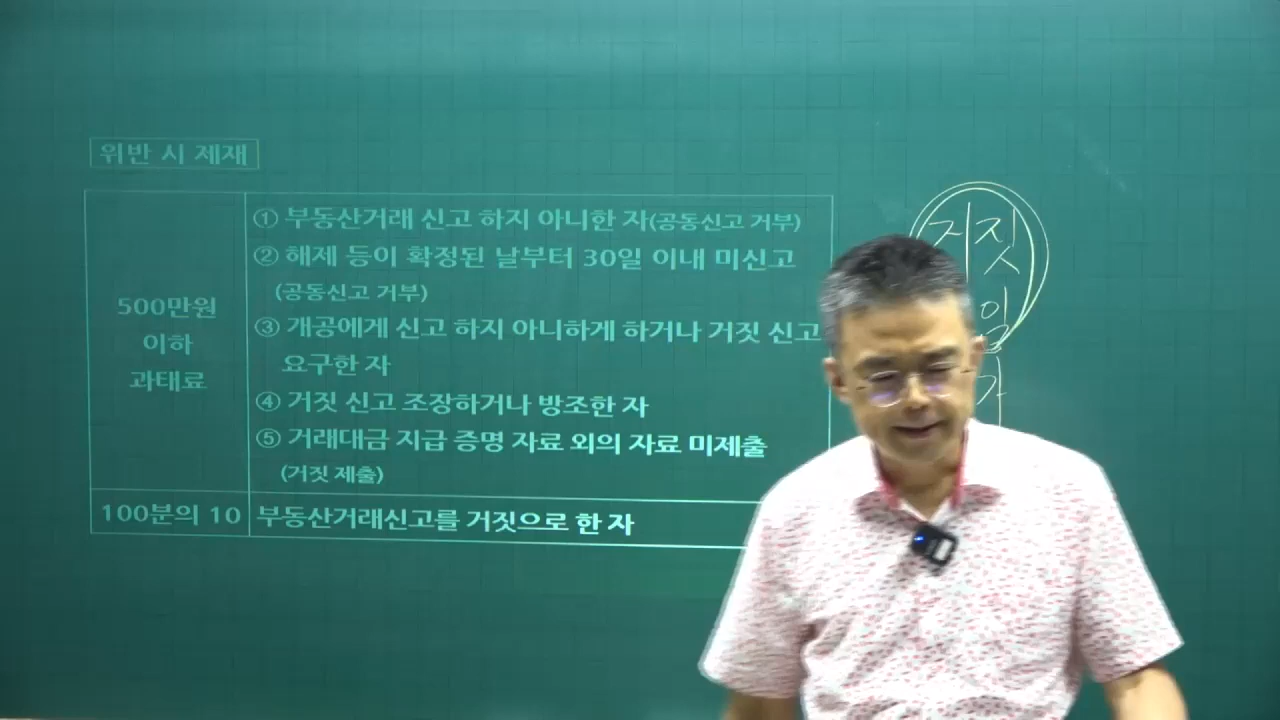 위반 시 제재
500만원
이하
과태료
① 부동산거래 신고 하지 아니한 자(공동신고 거부)
② 해제 등이 확정된 날부터 30일 이내 미신고
(공동신고 거부)
③ 개공에게 신고 하지 아니하게 하거나 거짓 신고
요구한 자
④ 거짓 신고 조장하거나 방조한 자
⑤ 거래대금 지급 증명 자료 외의 자료 미제출
(거짓 제출)
100분의 10
부동산거래신고를 거짓으로 한 자
거짓